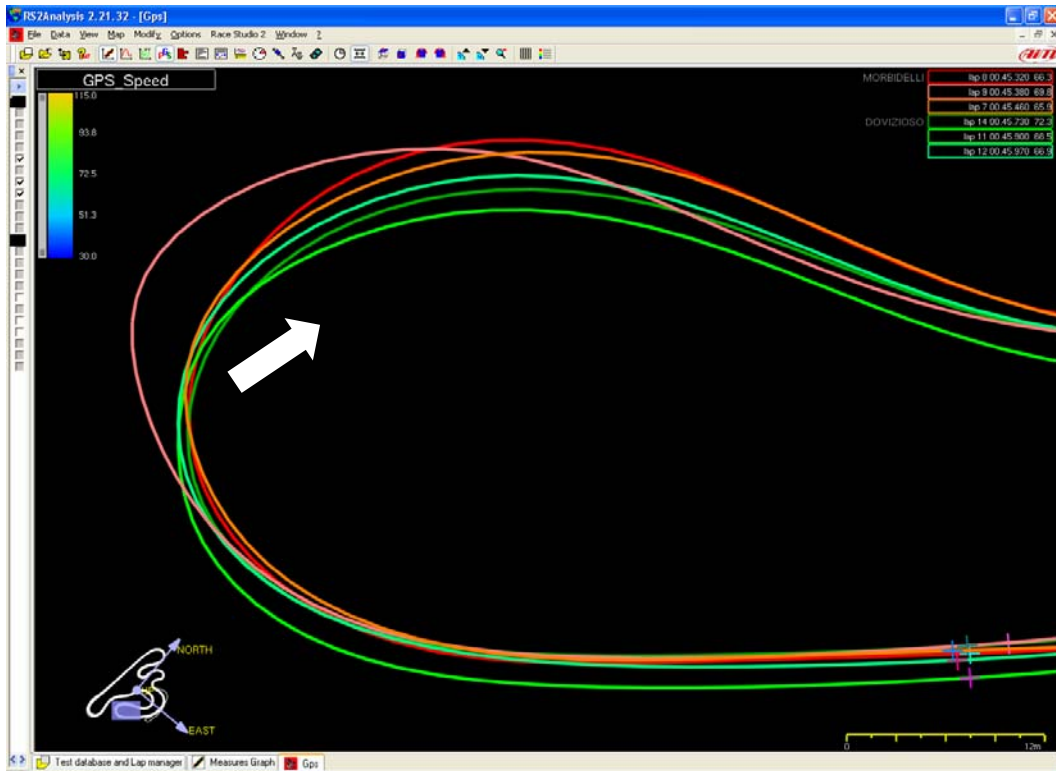 RS2Analysis 2.21.32 - [Gps]
File Data View Map Modify Options Race Studio 2 Window ?
AIM
GPS_Speed
115.0
93.8
72.5
51.3
30.0
MORBIDELLI
lap 8 00.45.320 66.3
lap 9 00.45.380 69.8
lap 7 00.45.460 65.9
DOVIZIOSO
lap 14 00.45.730 72.3
lap 11 00.45.900 66.5
lap 12 00.45.970 66.9
NORTH
EAST
0 12m
Test database and Lap manager Measures Graph Gps